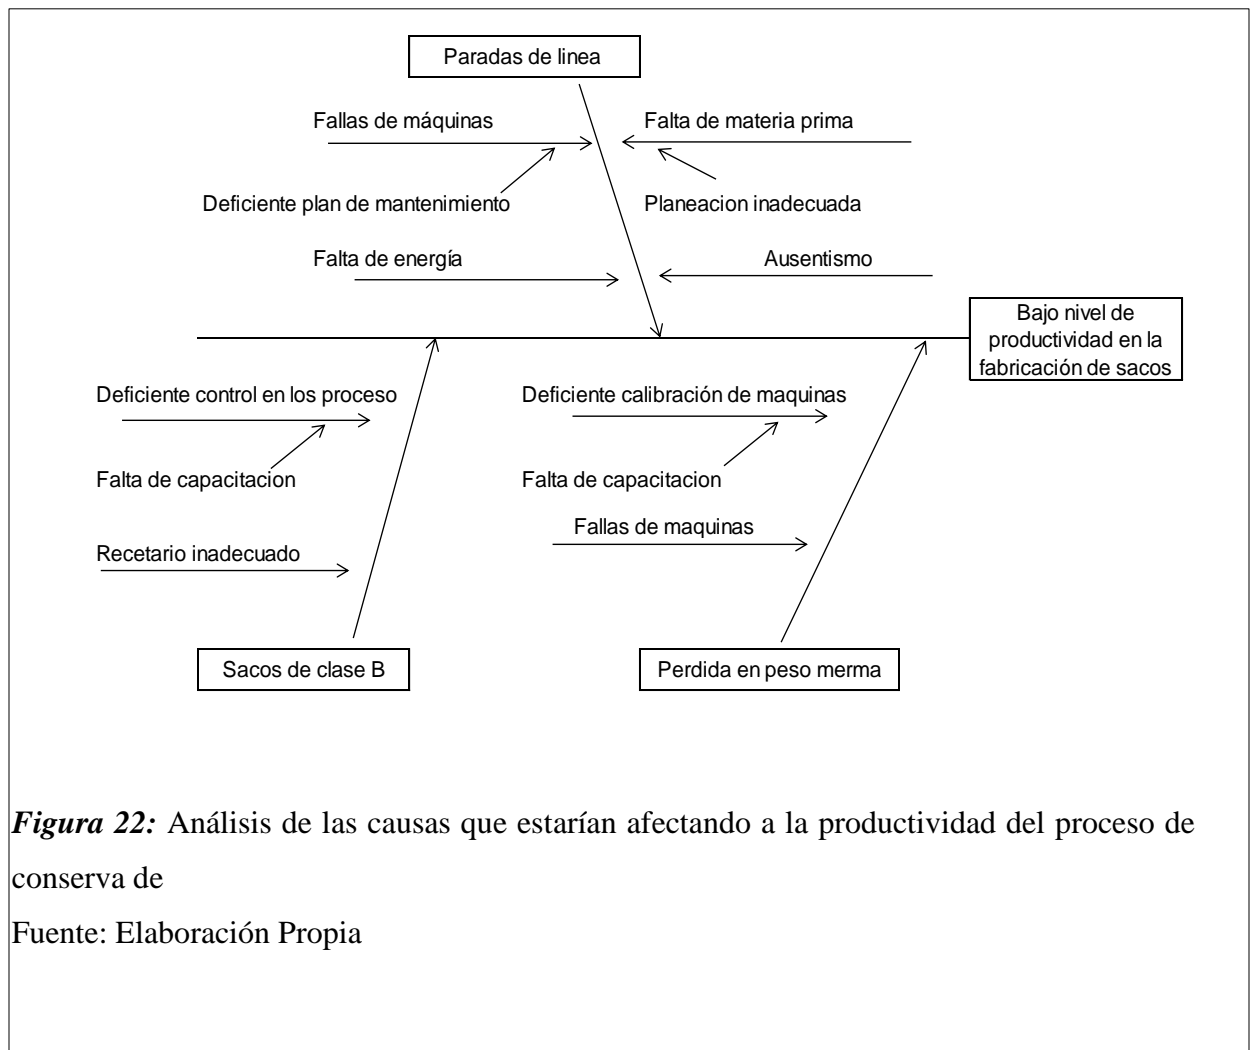 Paradas de linea
Fallas de máquinas
Falta de materia prima
Deficiente plan de mantenimiento
Planeacion inadecuada
Falta de energía
Ausentismo
Bajo nivel de
productividad en la
fabricación de sacos
Deficiente control en los proceso
Deficiente calibración de maquinas
Falta de capacitacion
Falta de capacitacion
Fallas de maquinas
Recetario inadecuado
Sacos de clase B
Perdida en peso merma
Figura 22: Análisis de las causas que estarían afectando a la productividad del proceso de
conserva de
Fuente: Elaboración Propia